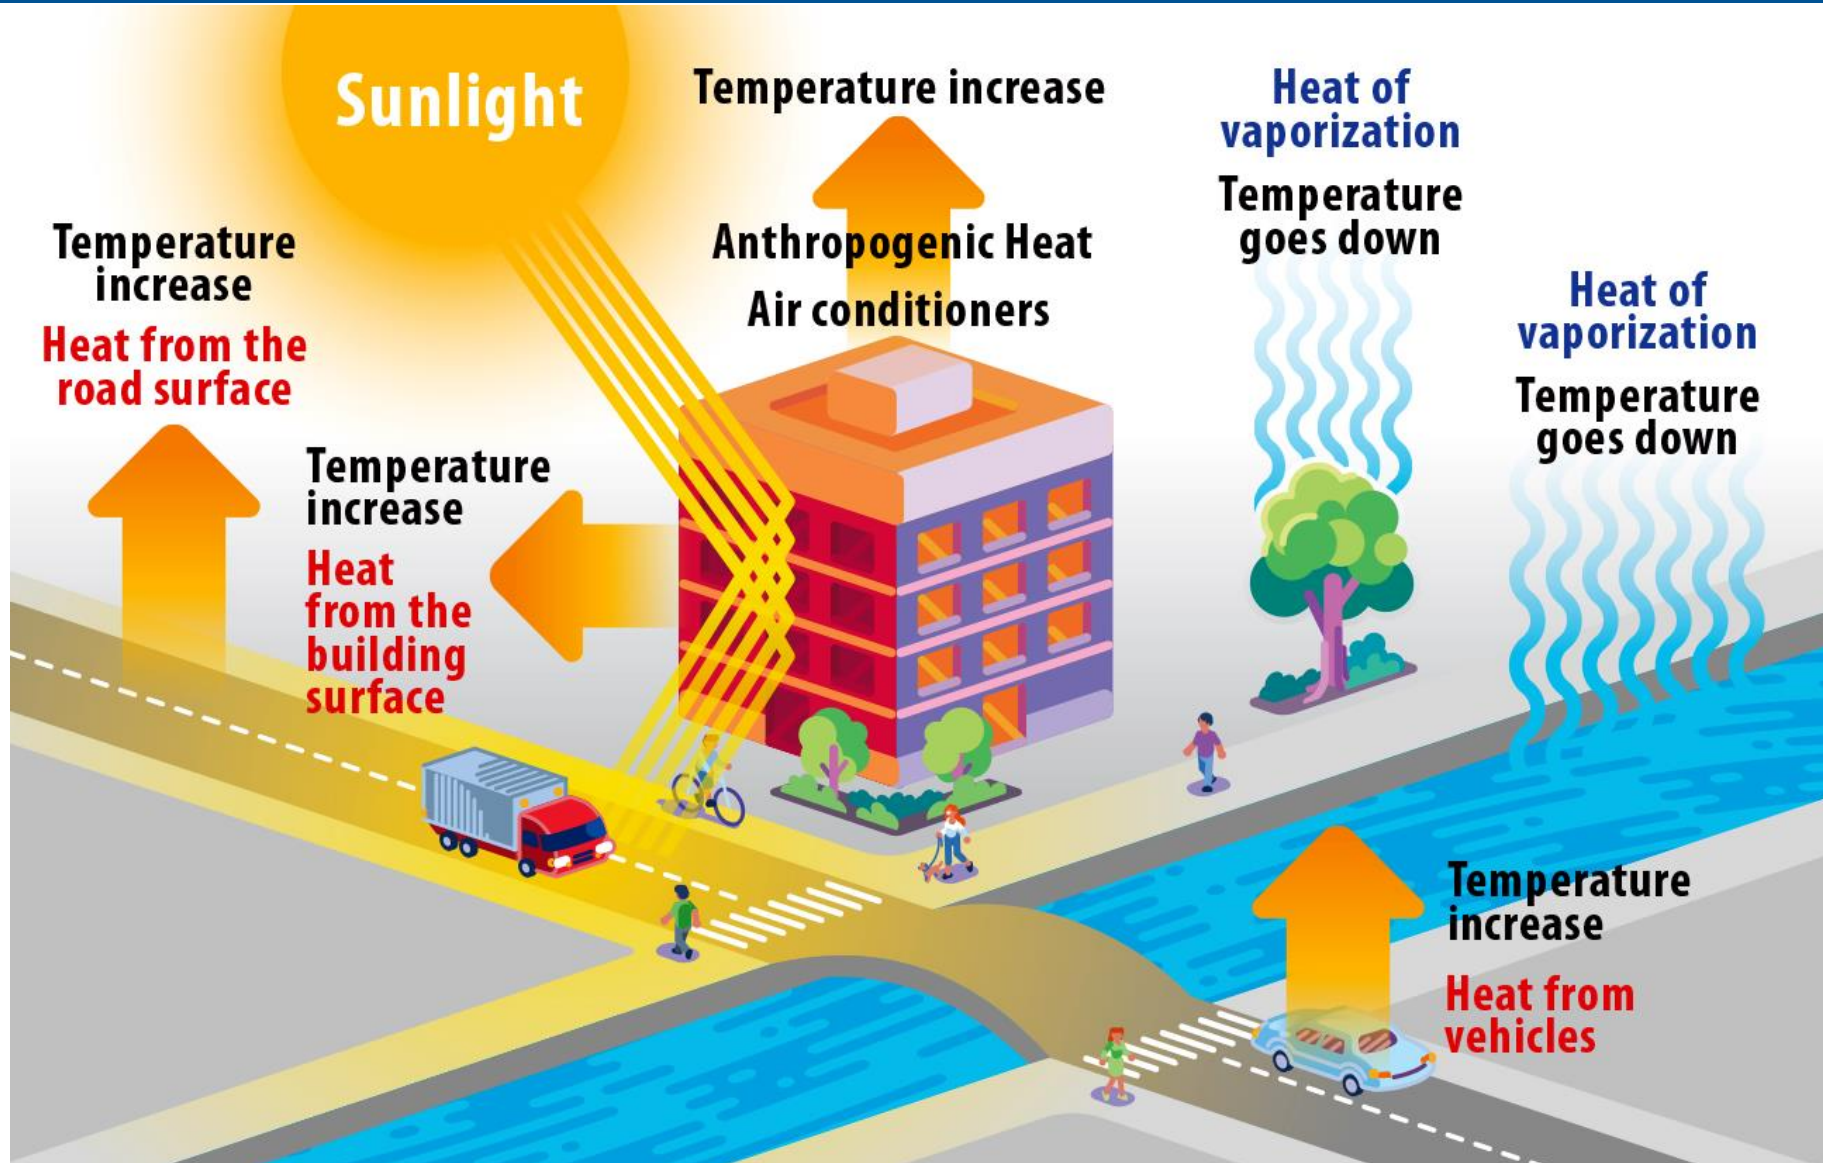 Sunlight
Temperature increase
Anthropogenic Heat
Air conditioners
Heat of
vaporization
Temperature
goes down
Heat of
vaporization
Temperature
goes down
Temperature
increase
Heat from the
road surface
Temperature
increase
Heat
from the
building
surface
Temperature
increase
Heat from
vehicles